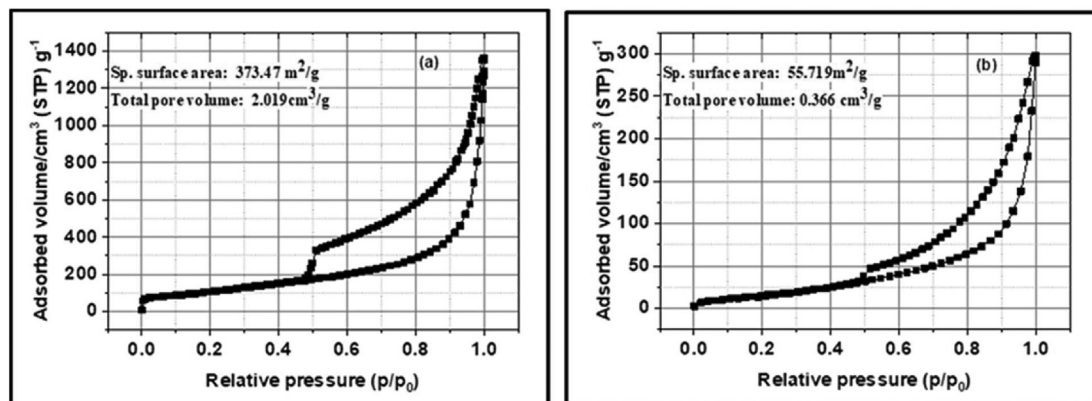 (a)
Sp. surface area: 373.47 m²/g
Total pore volume: 2.019cm³/g
Adsorbed volume/cm³ (STP) g⁻¹
1400
1200
1000
800
600
400
200
0
0.0 0.2 0.4 0.6 0.8 1.0
Relative pressure (p/p₀)
(b)
Sp. surface area: 55.719m²/g
Total pore volume: 0.366 cm³/g
Adsorbed volume/cm³ (STP) g⁻¹
300
250
200
150
100
50
0
0.0 0.2 0.4 0.6 0.8 1.0
Relative pressure (p/p₀)